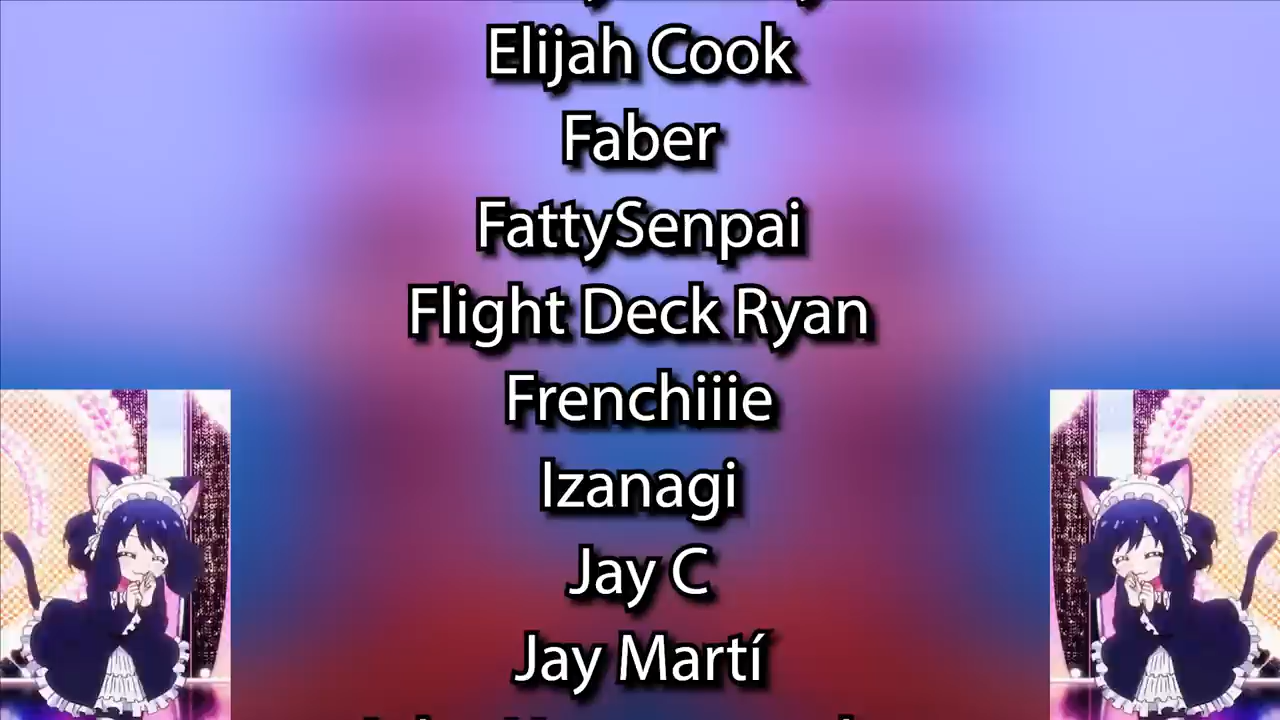 Elijah Cook
Faber
FattySenpai
Flight Deck Ryan
Frenchiiie
Izanagi
Jay C
Jay Martí